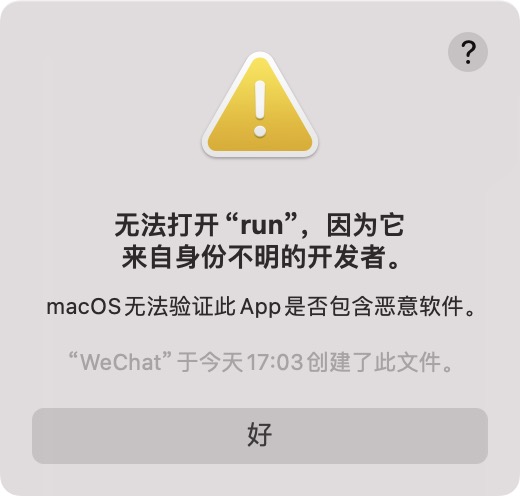 ?
无法打开“run”，因为它
来自身份不明的开发者。
macOS无法验证此App是否包含恶意软件。
“WeChat”于今天17:03创建了此文件。
好